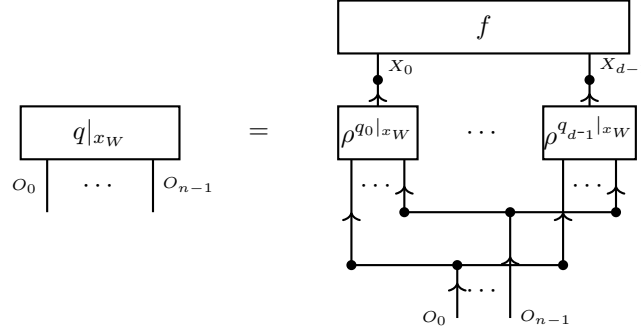 f
X_0 X_{d-
q|_{x_W} = ρ^{q_0|_{x_W}} ⋯ ρ^{q_{d-1}|_{x_W}}
O_0 ⋯ O_{n-1} ⋯ ⋯
O_0 ⋯ O_{n-1}